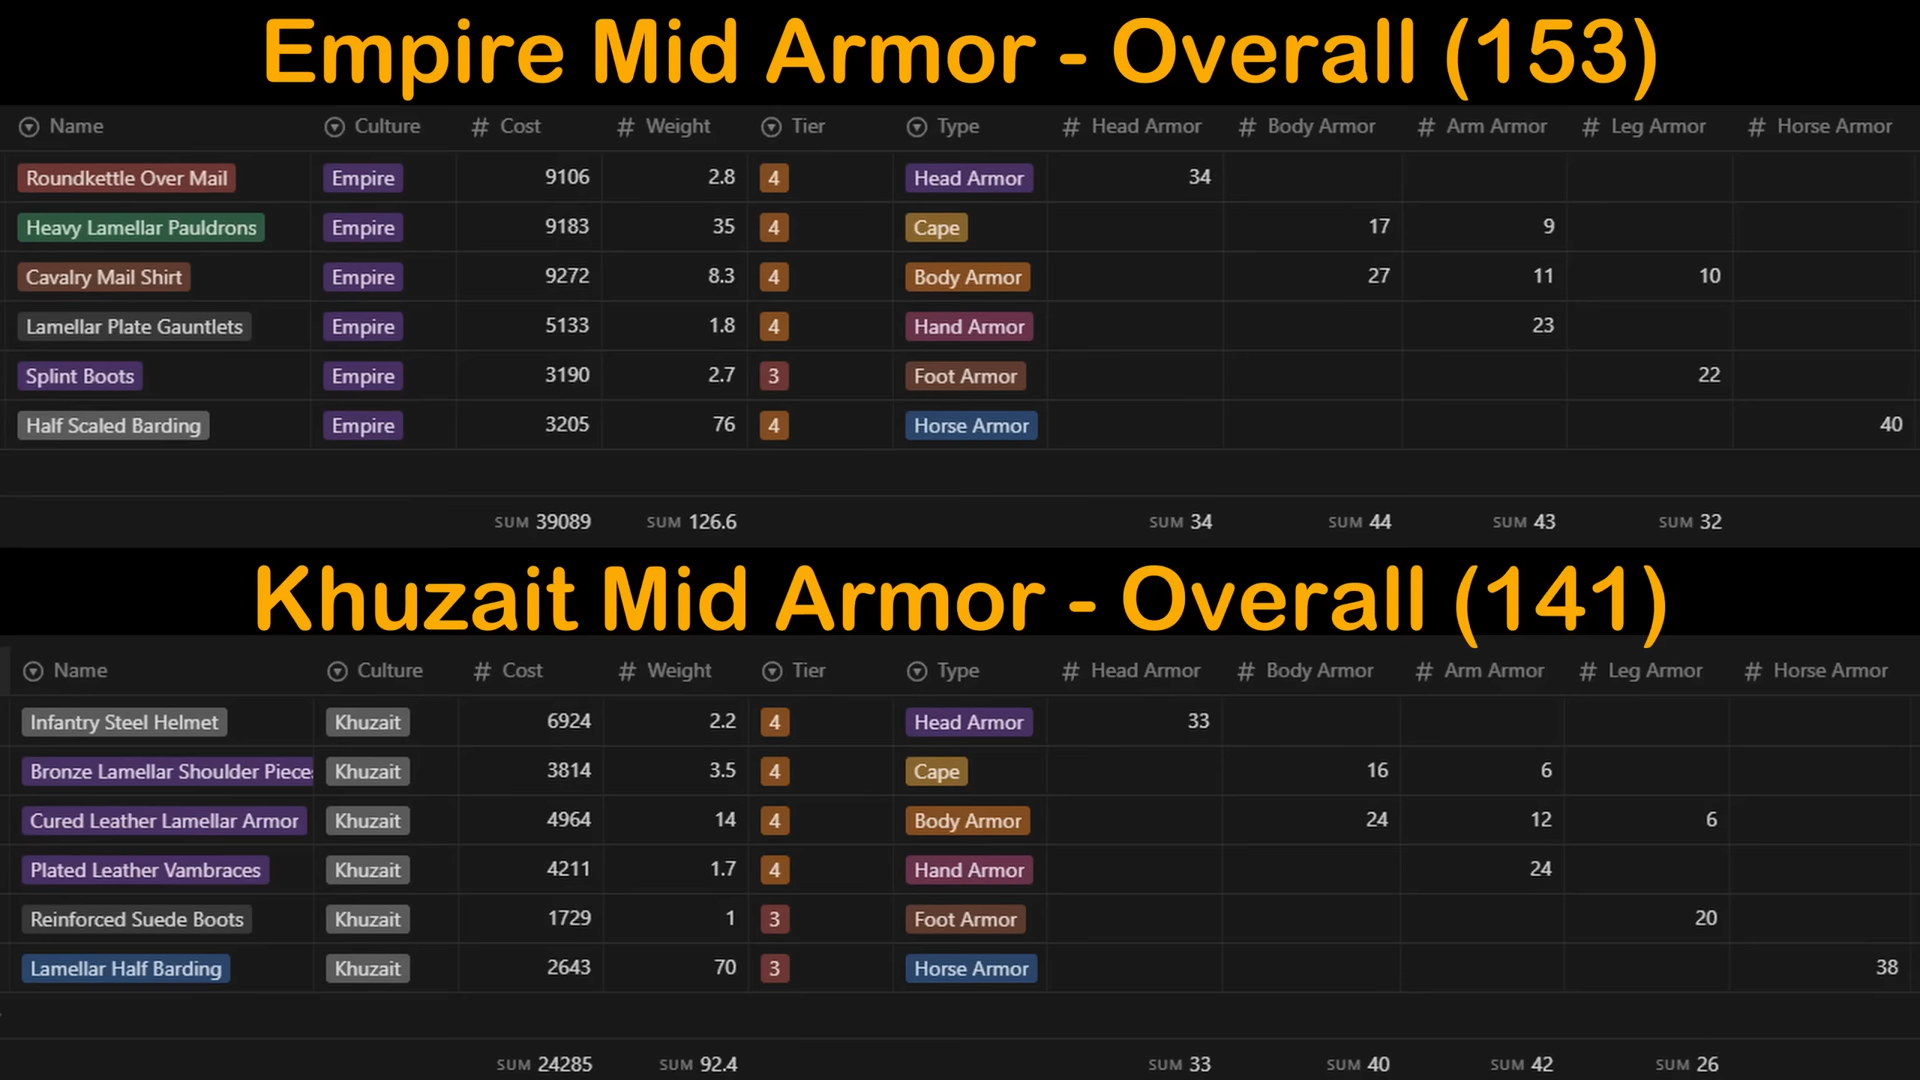 Empire Mid Armor - Overall (153)
Name Culture # Cost # Weight Tier Type # Head Armor # Body Armor # Arm Armor # Leg Armor # Horse Armor
Roundkettle Over Mail Empire 9106 2.8 4 Head Armor 34
Heavy Lamellar Pauldrons Empire 9183 35 4 Cape 17 9
Cavalry Mail Shirt Empire 9272 8.3 4 Body Armor 27 11 10
Lamellar Plate Gauntlets Empire 5133 1.8 4 Hand Armor 23
Splint Boots Empire 3190 2.7 3 Foot Armor 22
Half Scaled Barding Empire 3205 76 4 Horse Armor 40
SUM 39089 SUM 126.6 SUM 34 SUM 44 SUM 43 SUM 32
Khuzait Mid Armor - Overall (141)
Name Culture # Cost # Weight Tier Type # Head Armor # Body Armor # Arm Armor # Leg Armor # Horse Armor
Infantry Steel Helmet Khuzait 6924 2.2 4 Head Armor 33
Bronze Lamellar Shoulder Piece Khuzait 3814 3.5 4 Cape 16 6
Cured Leather Lamellar Armor Khuzait 4964 14 4 Body Armor 24 12 6
Plated Leather Vambraces Khuzait 4211 1.7 4 Hand Armor 24
Reinforced Suede Boots Khuzait 1729 1 3 Foot Armor 20
Lamellar Half Barding Khuzait 2643 70 3 Horse Armor 38
SUM 24285 SUM 92.4 SUM 33 SUM 40 SUM 42 SUM 26